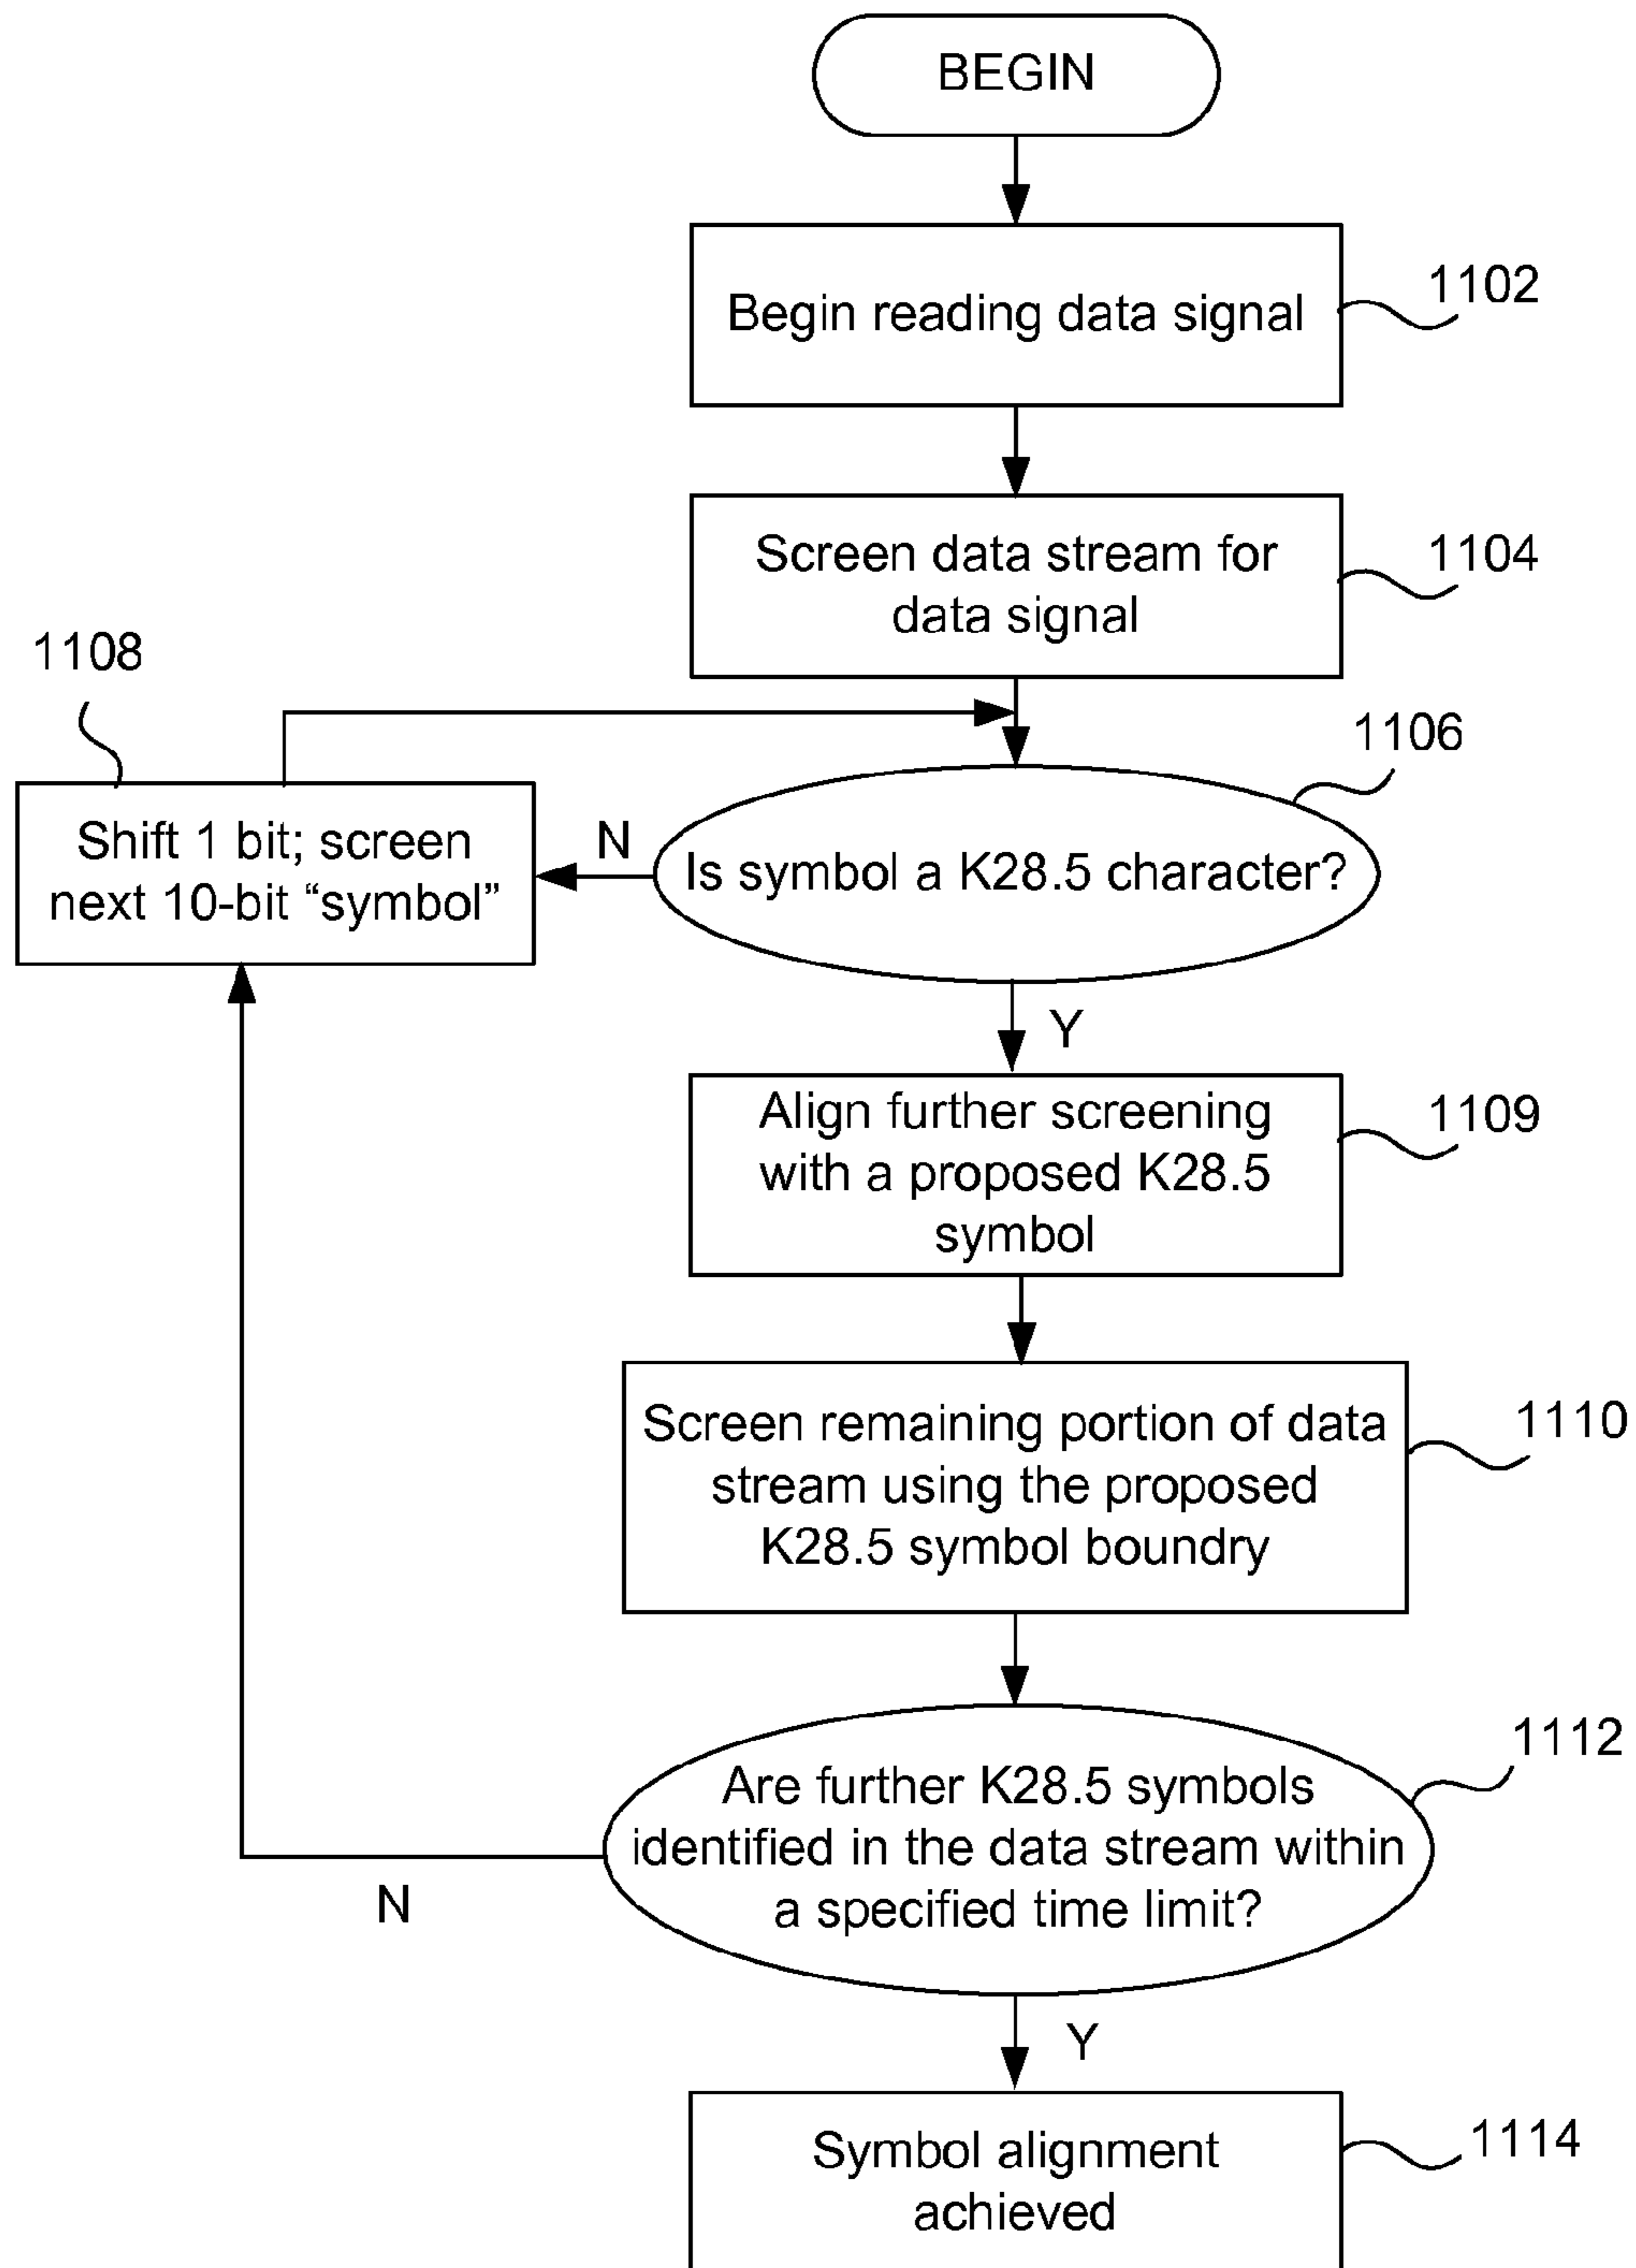 BEGIN
Begin reading data signal
1102
Screen data stream for
data signal
1104
1108
Shift 1 bit; screen
next 10-bit “symbol”
N
Is symbol a K28.5 character?
1106
Y
Align further screening
with a proposed K28.5
symbol
1109
Screen remaining portion of data
stream using the proposed
K28.5 symbol boundry
1110
Are further K28.5 symbols
identified in the data stream within
a specified time limit?
1112
N
Y
Symbol alignment
achieved
1114